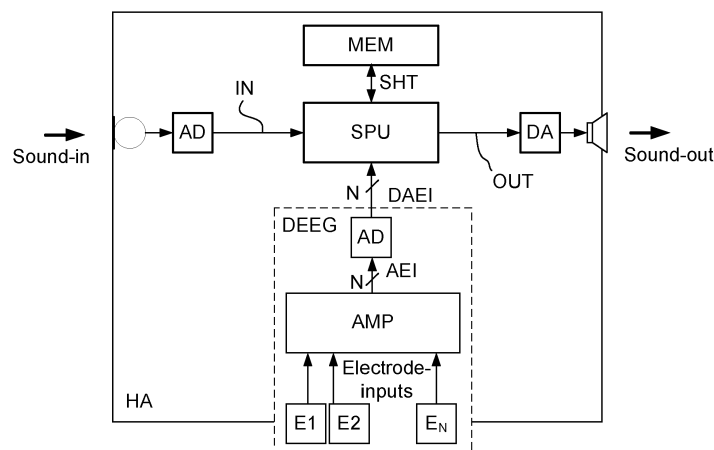 MEM
SHT
IN
AD
SPU
DA
Sound-in
Sound-out
OUT
N
DAEI
DEEG
AD
N
AEI
AMP
Electrode-
inputs
HA
E1
E2
EN